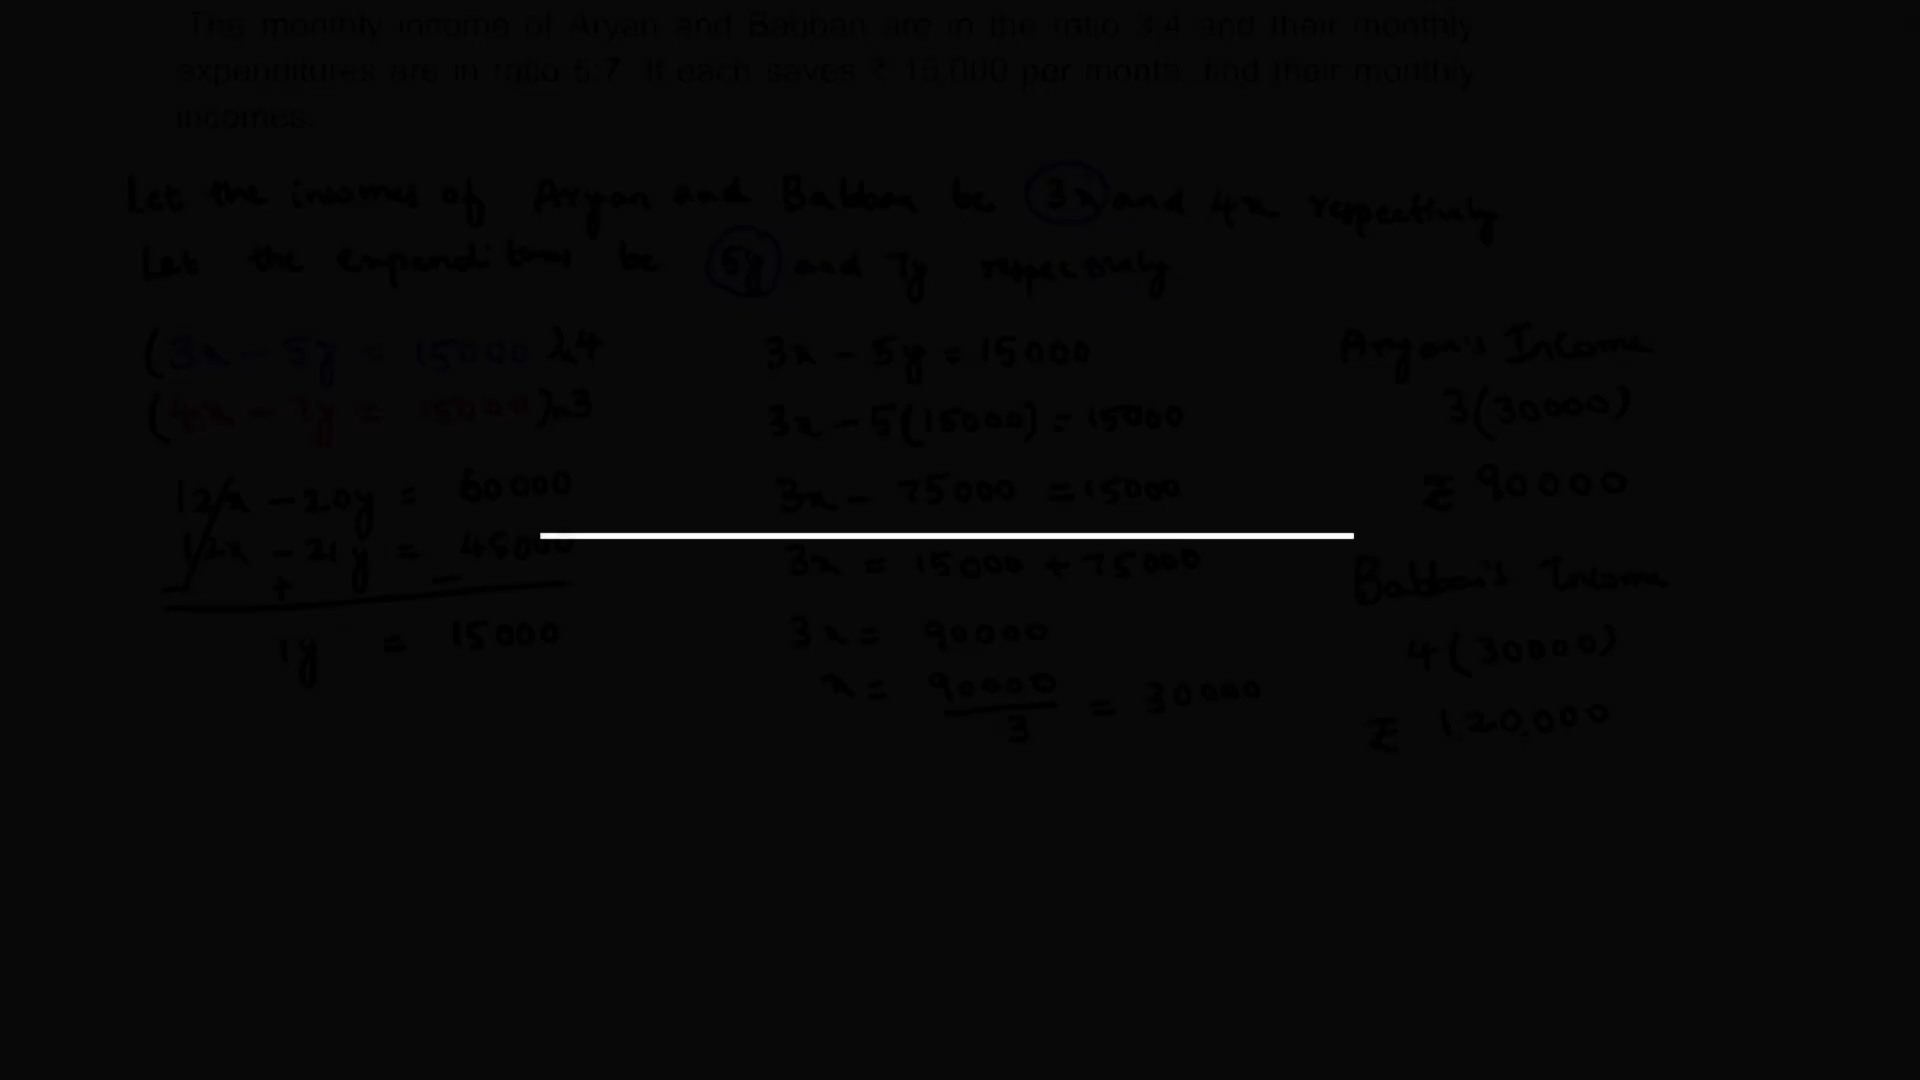 The monthly income of Aryan and Babban are in the ratio 3:4 and their monthly
expenditures are in ratio 5:7. If each saves ₹ 15,000 per month, find their monthly
incomes.
Let the incomes of Aryan and Babban be 3x and 4x respectively
Let the expenditures be 5y and 7y respectively
(3x - 5y = 15000)x4
(4x - 7y = 15000)x3
12x - 20y = 60000
12x - 21y = 45000
- + -
1y = 15000
3x - 5y = 15000
3x - 5(15000) = 15000
3x - 75000 = 15000
3x = 15000 + 75000
3x = 90000
x = 90000/3 = 30000
Aryan's Income
3(30000)
₹ 90000
Babban's Income
4(30000)
₹ 1,20,000